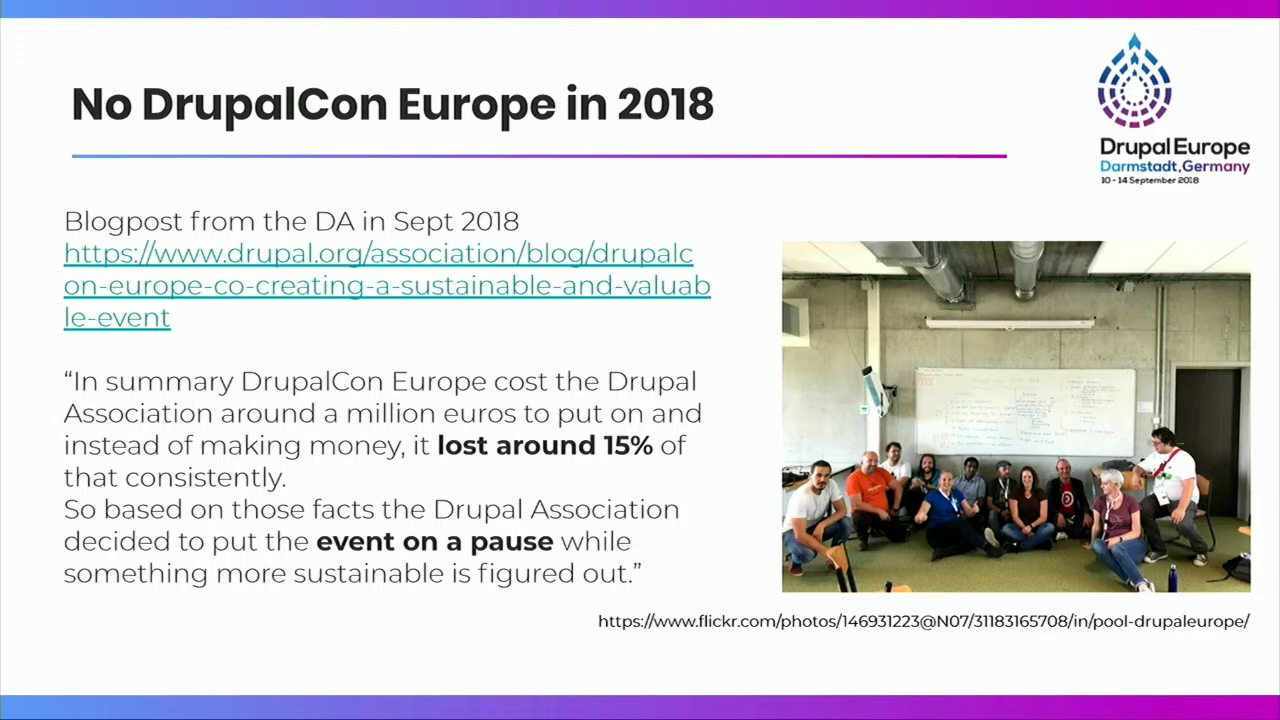 No DrupalCon Europe in 2018
Drupal Europe
Darmstadt, Germany
10 - 14 September 2018
Blogpost from the DA in Sept 2018
https://www.drupal.org/association/blog/drupalc
on-europe-co-creating-a-sustainable-and-valuab
le-event
“In summary DrupalCon Europe cost the Drupal
Association around a million euros to put on and
instead of making money, it lost around 15% of
that consistently.
So based on those facts the Drupal Association
decided to put the event on a pause while
something more sustainable is figured out.”
https://www.flickr.com/photos/146931223@N07/31183165708/in/pool-drupaleurope/